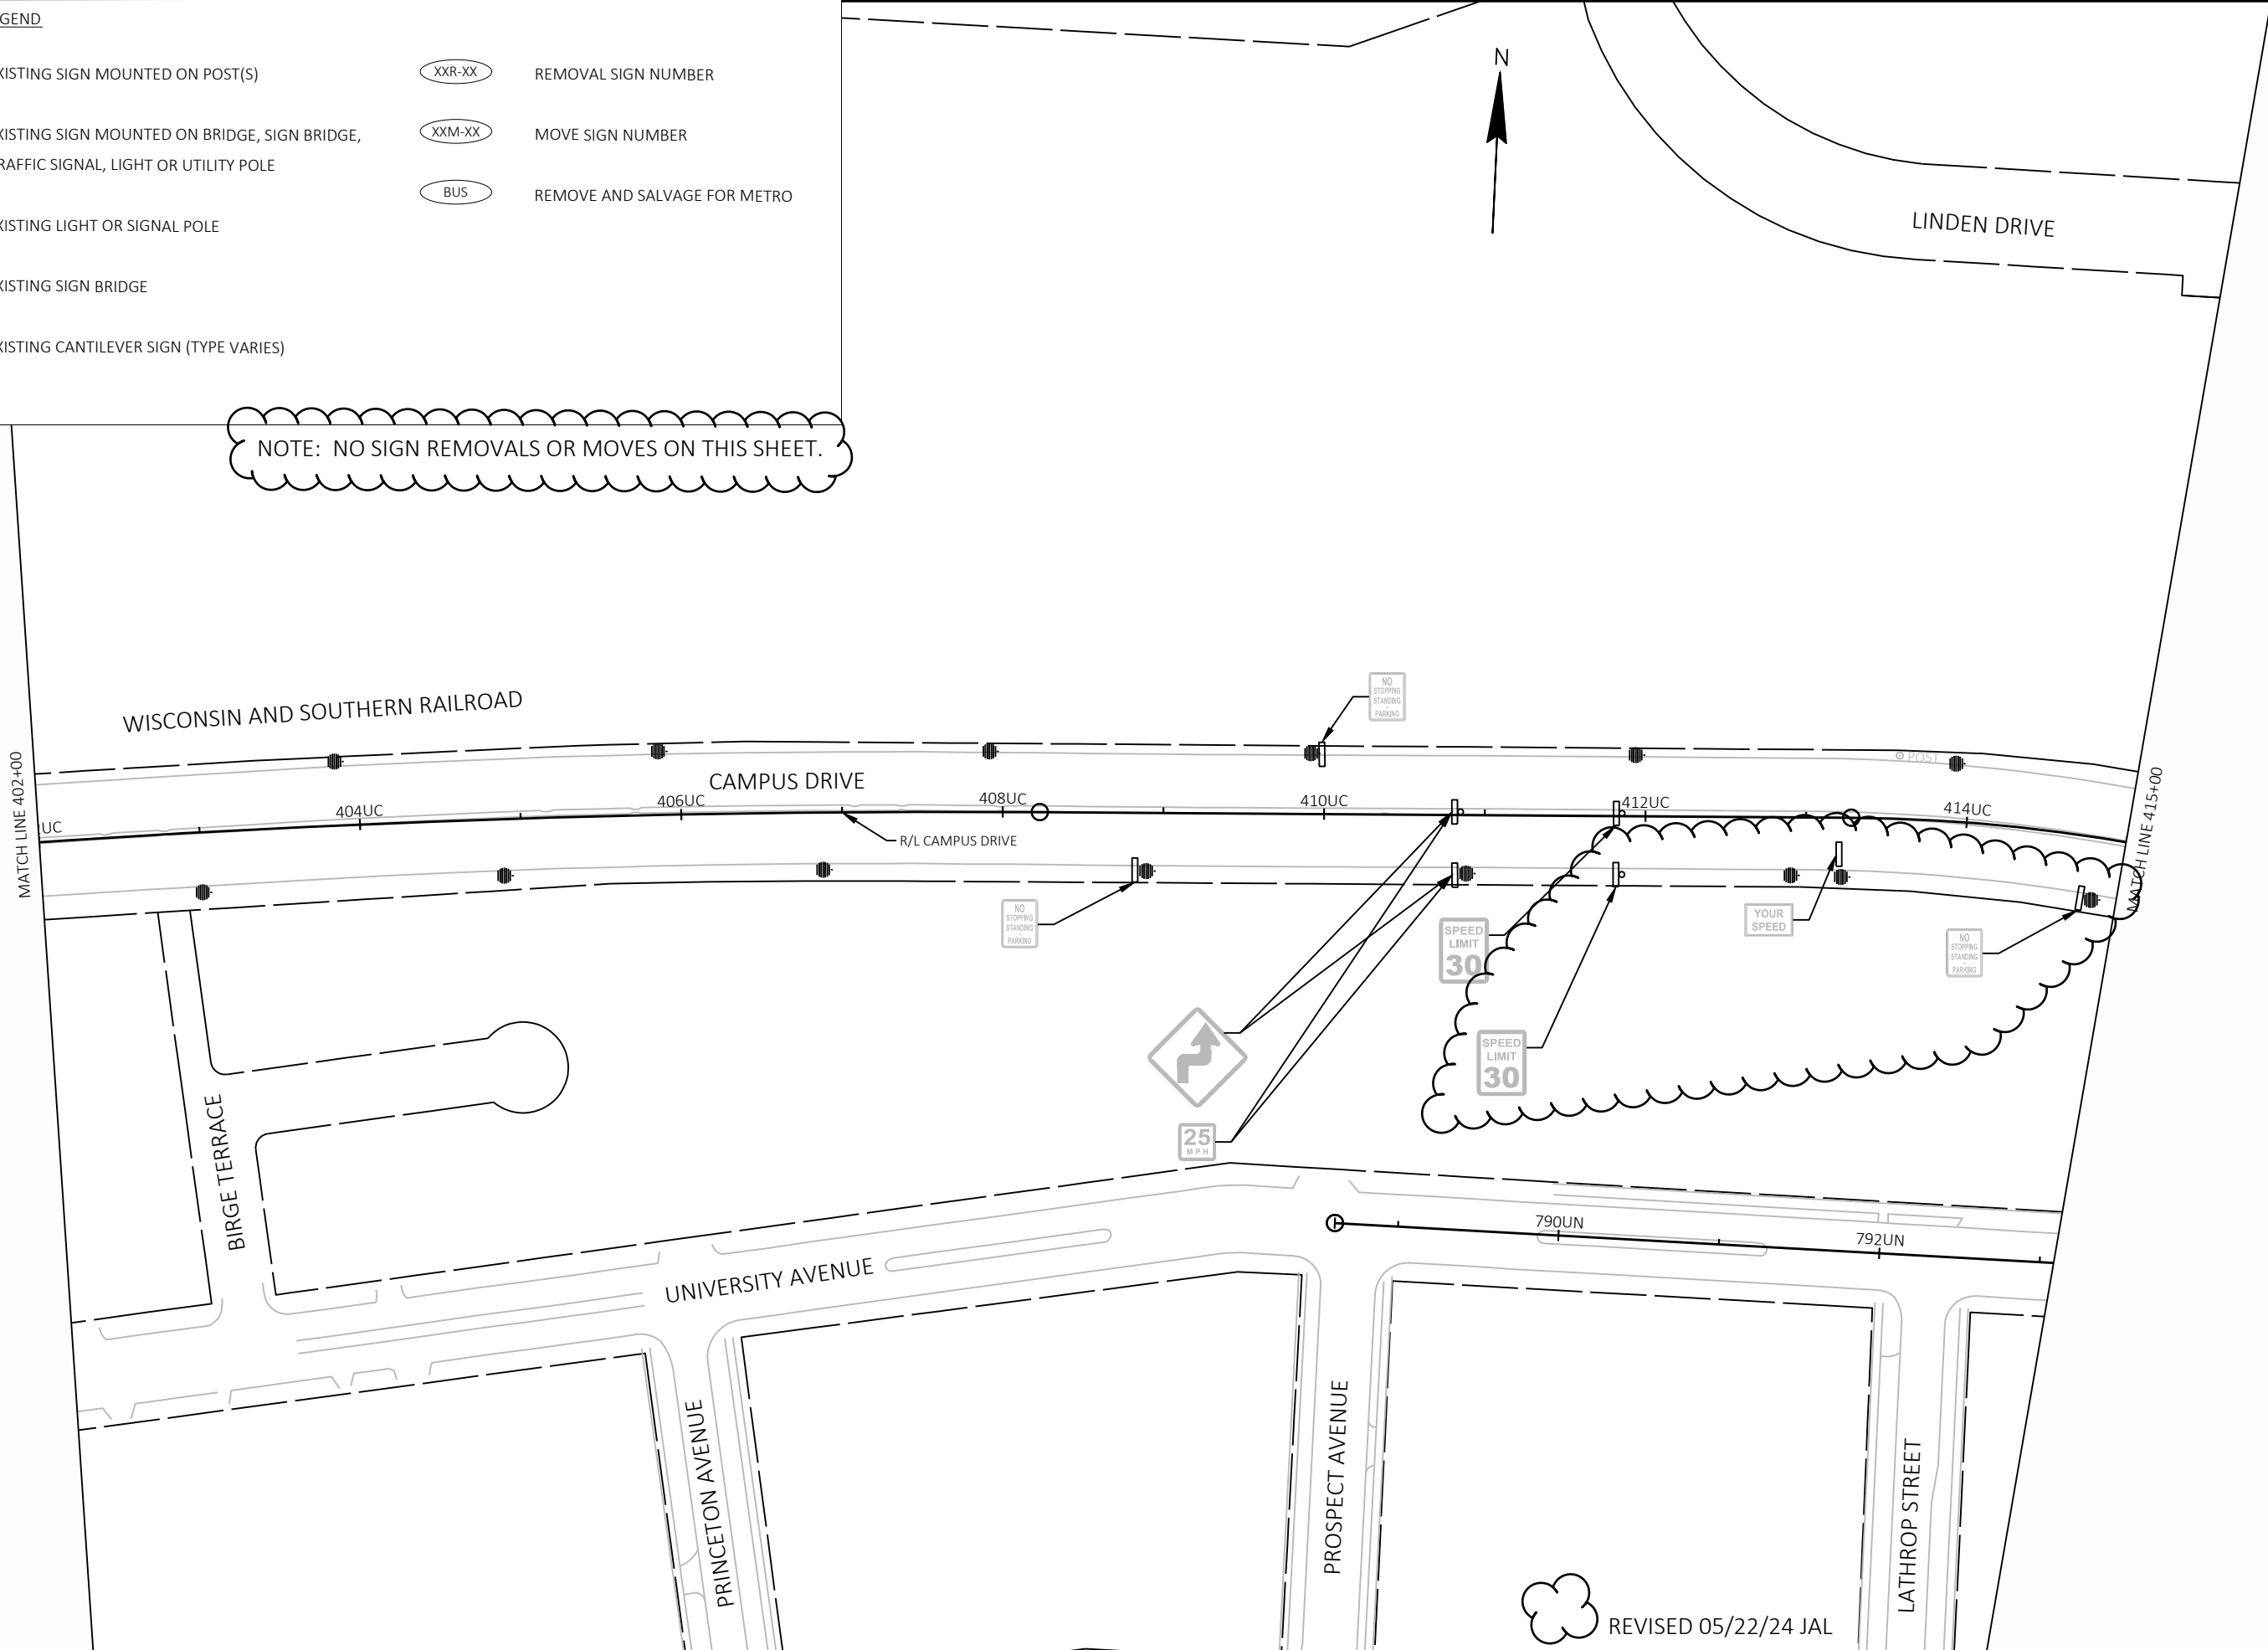 GEND
XISTING SIGN MOUNTED ON POST(S)
XISTING SIGN MOUNTED ON BRIDGE, SIGN BRIDGE,
RAFFIC SIGNAL, LIGHT OR UTILITY POLE
XISTING LIGHT OR SIGNAL POLE
XISTING SIGN BRIDGE
XISTING CANTILEVER SIGN (TYPE VARIES)
XXR-XX
REMOVAL SIGN NUMBER
XXM-XX
MOVE SIGN NUMBER
BUS
REMOVE AND SALVAGE FOR METRO
N
LINDEN DRIVE
NOTE: NO SIGN REMOVALS OR MOVES ON THIS SHEET.
WISCONSIN AND SOUTHERN RAILROAD
NO
STOPPING
STANDING
-
PARKING
POST
MATCH LINE 402+00
CAMPUS DRIVE
MATCH LINE 415+00
UC
404UC
406UC
408UC
410UC
412UC
414UC
R/L CAMPUS DRIVE
NO
STOPPING
STANDING
-
PARKING
SPEED
LIMIT
30
YOUR
SPEED
NO
STOPPING
STANDING
-
PARKING
SPEED
LIMIT
30
25
MPH
BIRGE TERRACE
UNIVERSITY AVENUE
790UN
792UN
PRINCETON AVENUE
PROSPECT AVENUE
LATHROP STREET
REVISED 05/22/24 JAL